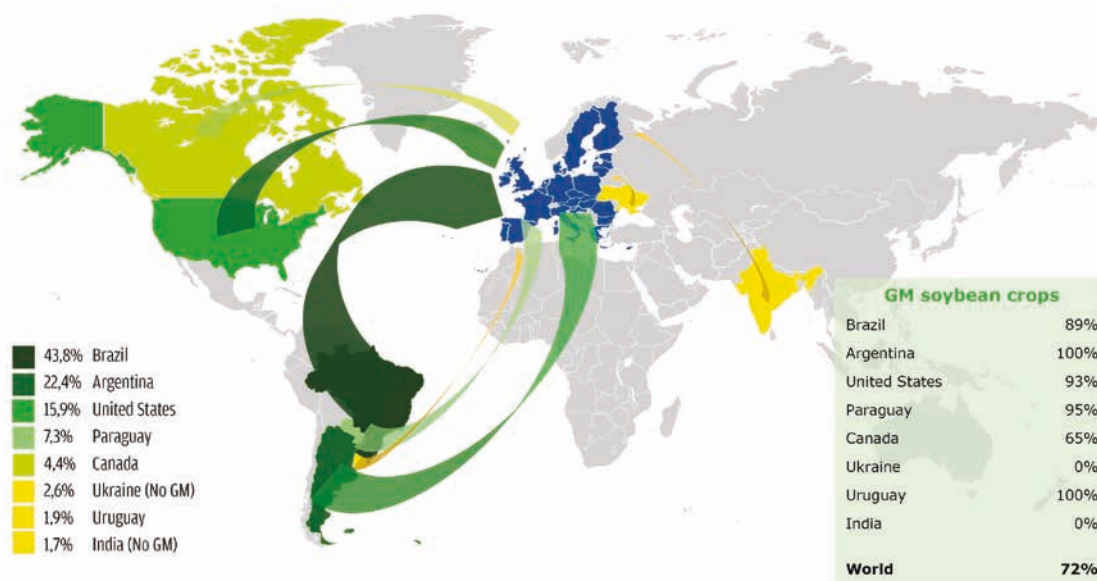 43,8% Brazil
22,4% Argentina
15,9% United States
7,3% Paraguay
4,4% Canada
2,6% Ukraine (No GM)
1,9% Uruguay
1,7% India (No GM)
GM soybean crops
Brazil 89%
Argentina 100%
United States 93%
Paraguay 95%
Canada 65%
Ukraine 0%
Uruguay 100%
India 0%
World 72%